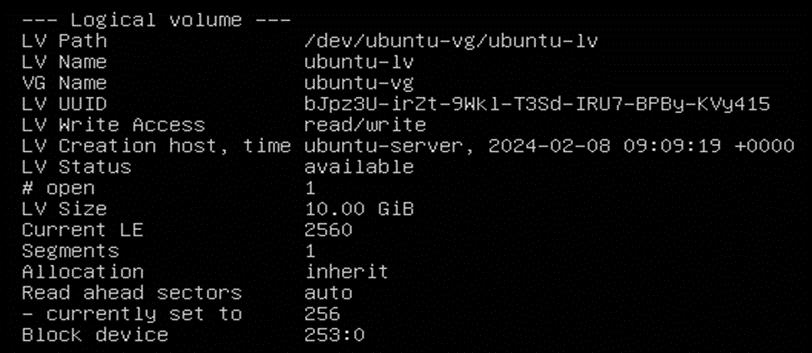 --- Logical volume ---
LV Path                /dev/ubuntu-vg/ubuntu-lv
LV Name                ubuntu-lv
VG Name                ubuntu-vg
LV UUID                bJpz3U-irZt-9Wkl-T3Sd-IRU7-BPBy-KVy415
LV Write Access        read/write
LV Creation host, time ubuntu-server, 2024-02-08 09:09:19 +0000
LV Status              available
# open                 1
LV Size                10.00 GiB
Current LE             2560
Segments               1
Allocation             inherit
Read ahead sectors     auto
- currently set to     256
Block device           253:0